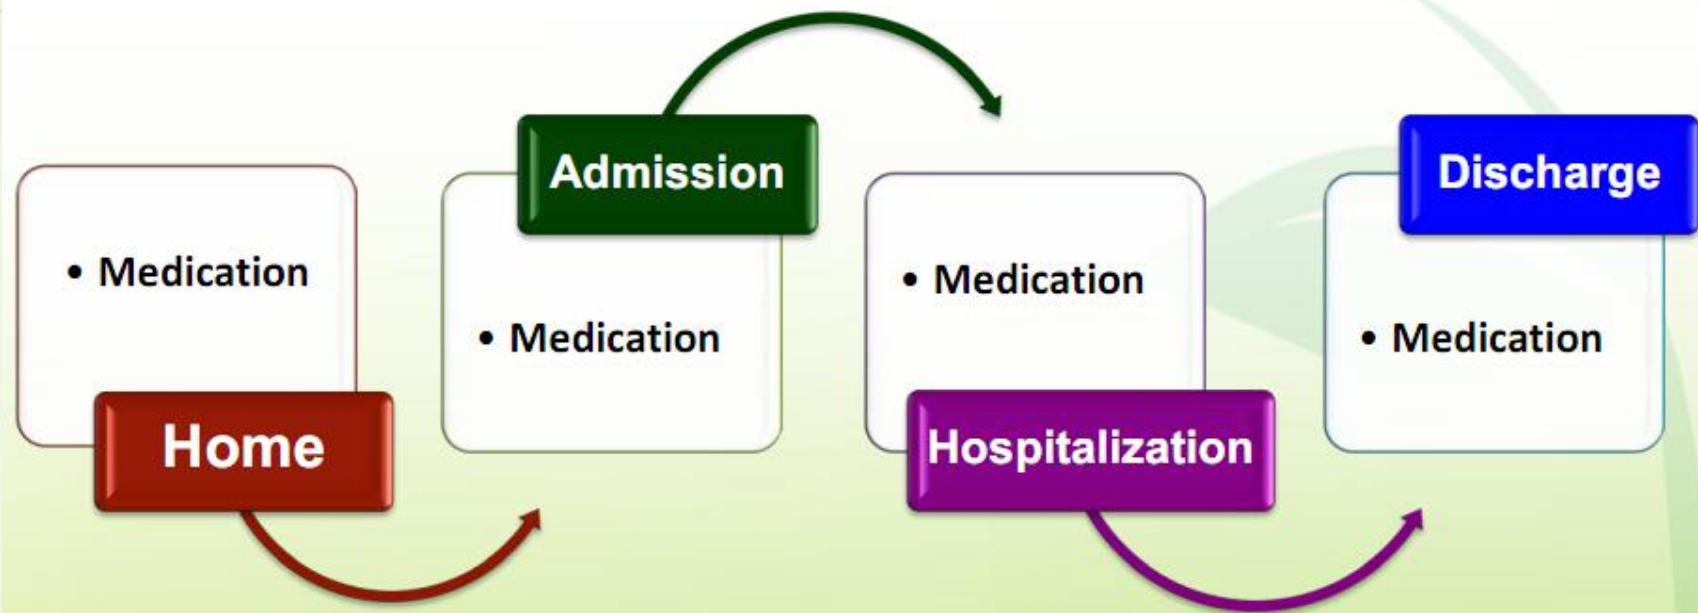 • Medication
Home
Admission
• Medication
• Medication
Hospitalization
Discharge
• Medication